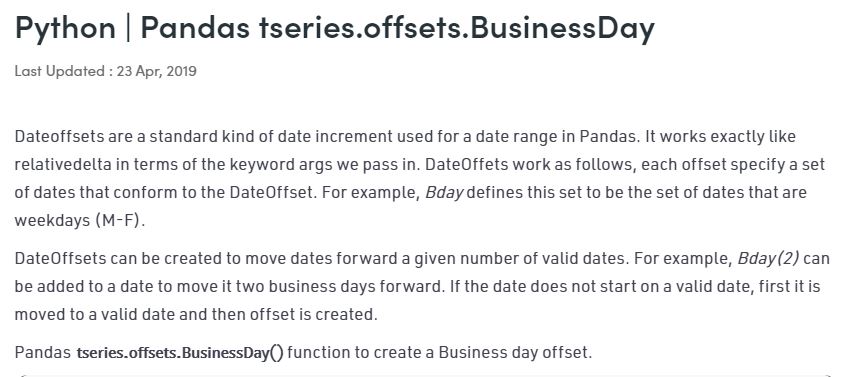 Python | Pandas tseries.offsets.BusinessDay
Last Updated : 23 Apr, 2019
Dateoffsets are a standard kind of date increment used for a date range in Pandas. It works exactly like
relativedelta in terms of the keyword args we pass in. DateOffets work as follows, each offset specify a set
of dates that conform to the DateOffset. For example, Bday defines this set to be the set of dates that are
weekdays (M-F).
DateOffsets can be created to move dates forward a given number of valid dates. For example, Bday(2) can
be added to a date to move it two business days forward. If the date does not start on a valid date, first it is
moved to a valid date and then offset is created.
Pandas tseries.offsets.BusinessDay() function to create a Business day offset.